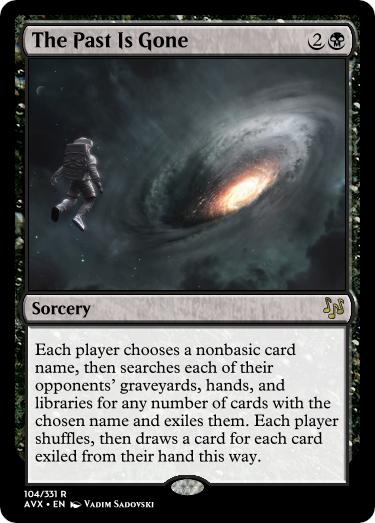 The Past Is Gone 2
Sorcery
Each player chooses a nonbasic card
name, then searches each of their
opponents' graveyards, hands, and
libraries for any number of cards with the
chosen name and exiles them. Each player
shuffles, then draws a card for each card
exiled from their hand this way.
104/331 R
AVX • EN VADIM SADOVSKI